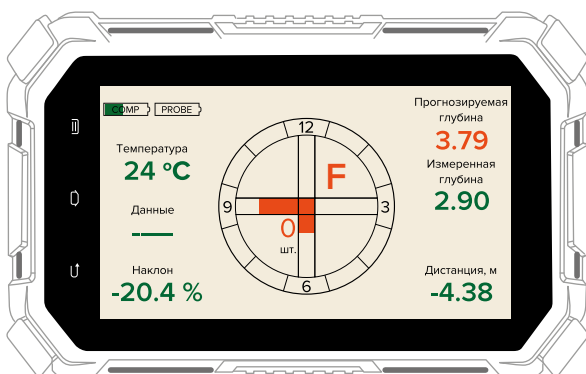 COMP PROBE
Температура
24 °C
Данные
Наклон
-20.4 %
12
3
6
9
F
0
шт.
Прогнозируемая
глубина
3.79
Измеренная
глубина
2.90
Дистанция, м
-4.38